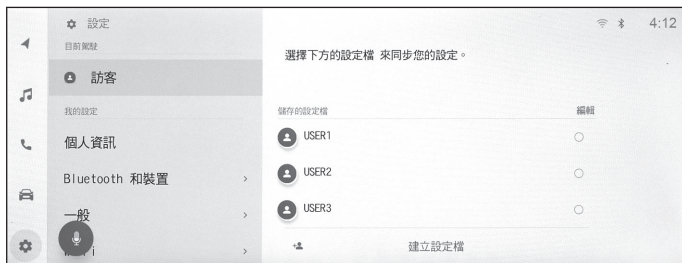 設定
目前駕駛
訪客
我的設定
個人資訊
Bluetooth 和裝置
一般
4:12
選擇下方的設定檔 來同步您的設定。
儲存的設定檔
編輯
USER1
USER2
USER3
建立設定檔